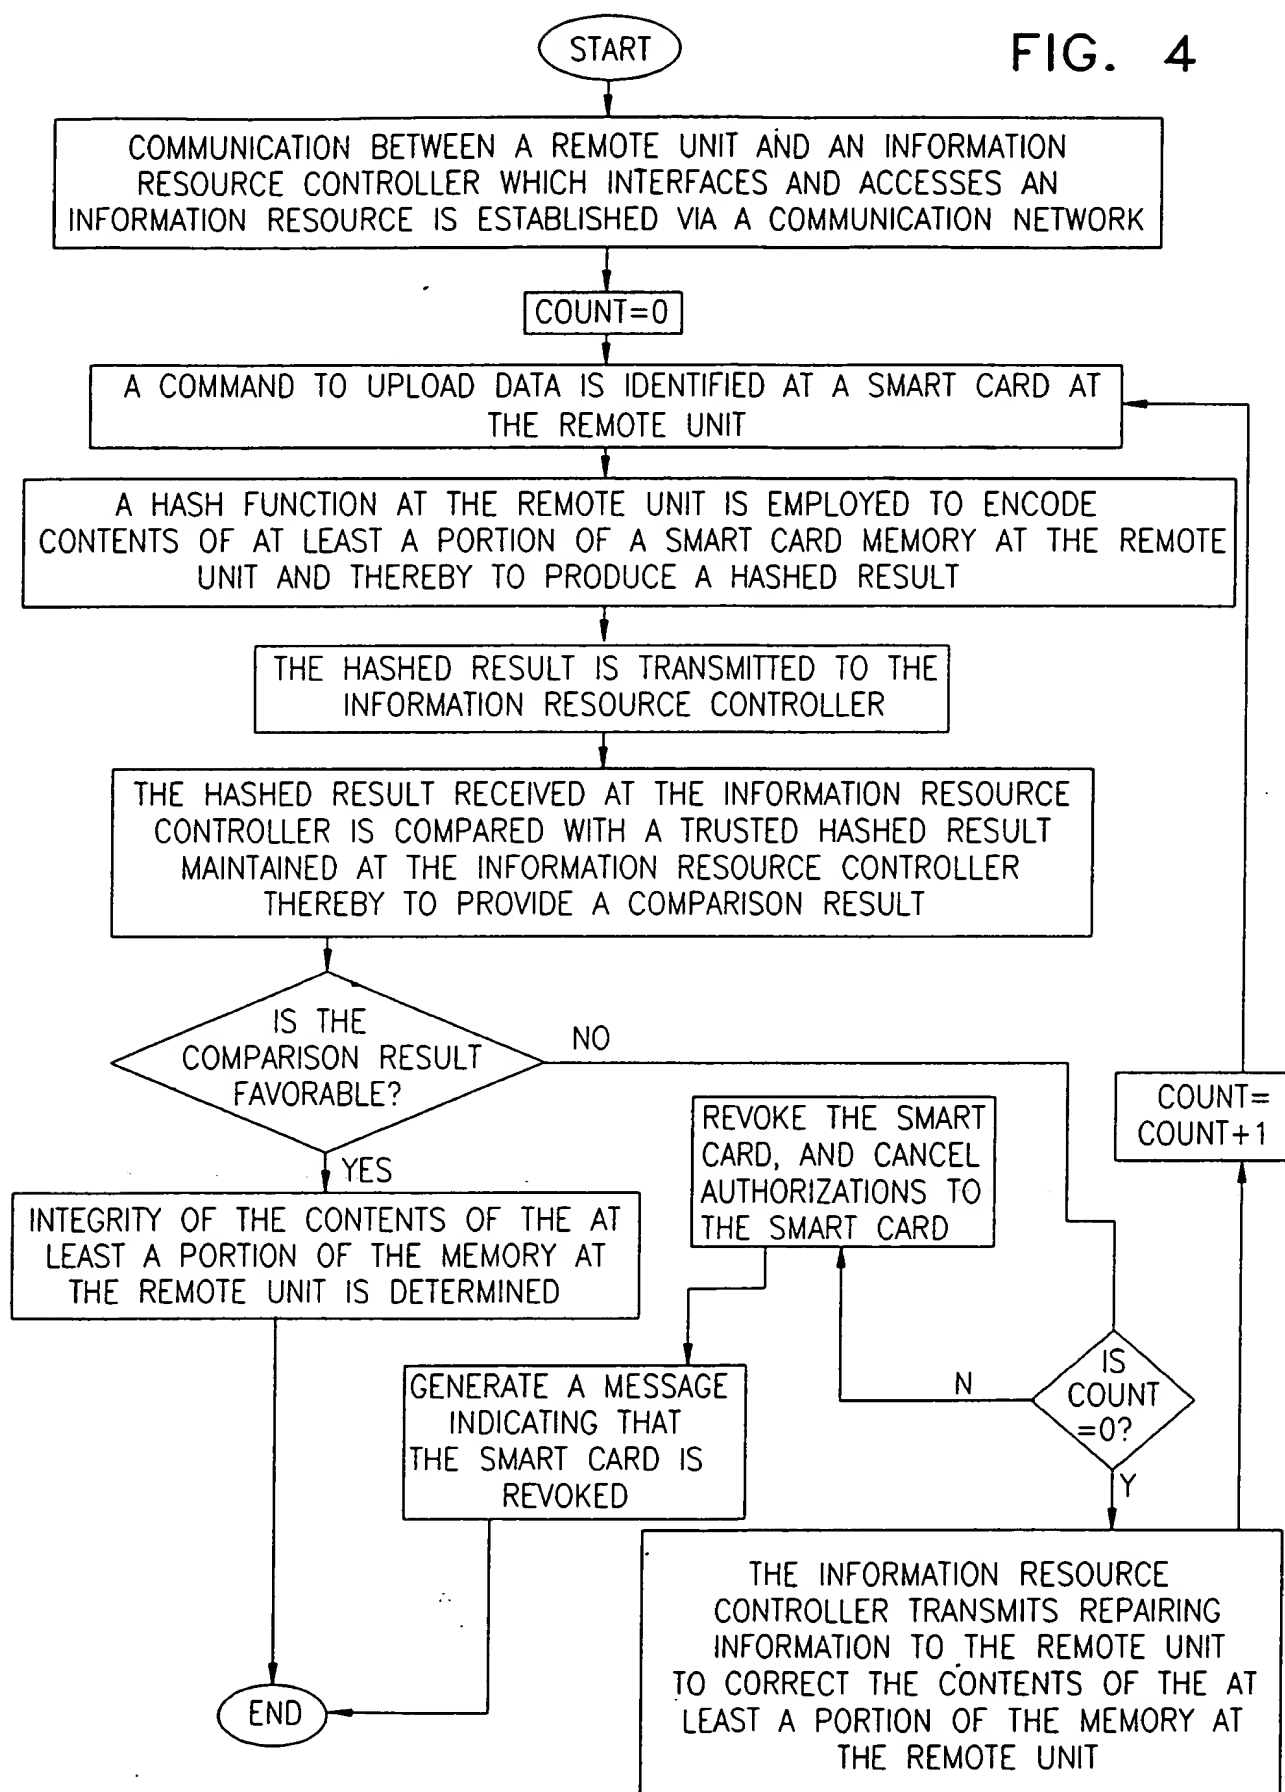 FIG. 4
START
COMMUNICATION BETWEEN A REMOTE UNIT AND AN INFORMATION
RESOURCE CONTROLLER WHICH INTERFACES AND ACCESSES AN
INFORMATION RESOURCE IS ESTABLISHED VIA A COMMUNICATION NETWORK
COUNT=0
A COMMAND TO UPLOAD DATA IS IDENTIFIED AT A SMART CARD AT
THE REMOTE UNIT
A HASH FUNCTION AT THE REMOTE UNIT IS EMPLOYED TO ENCODE
CONTENTS OF AT LEAST A PORTION OF A SMART CARD MEMORY AT THE REMOTE
UNIT AND THEREBY TO PRODUCE A HASHED RESULT
THE HASHED RESULT IS TRANSMITTED TO THE
INFORMATION RESOURCE CONTROLLER
THE HASHED RESULT RECEIVED AT THE INFORMATION RESOURCE
CONTROLLER IS COMPARED WITH A TRUSTED HASHED RESULT
MAINTAINED AT THE INFORMATION RESOURCE CONTROLLER
THEREBY TO PROVIDE A COMPARISON RESULT
IS THE
COMPARISON RESULT
FAVORABLE?
NO
YES
INTEGRITY OF THE CONTENTS OF THE AT
LEAST A PORTION OF THE MEMORY AT
THE REMOTE UNIT IS DETERMINED
REVOKE THE SMART
CARD, AND CANCEL
AUTHORIZATIONS TO
THE SMART CARD
COUNT=
COUNT+1
IS
COUNT
=0?
N
Y
GENERATE A MESSAGE
INDICATING THAT
THE SMART CARD IS
REVOKED
THE INFORMATION RESOURCE
CONTROLLER TRANSMITS REPAIRING
INFORMATION TO THE REMOTE UNIT
TO CORRECT THE CONTENTS OF THE AT
LEAST A PORTION OF THE MEMORY AT
THE REMOTE UNIT
END